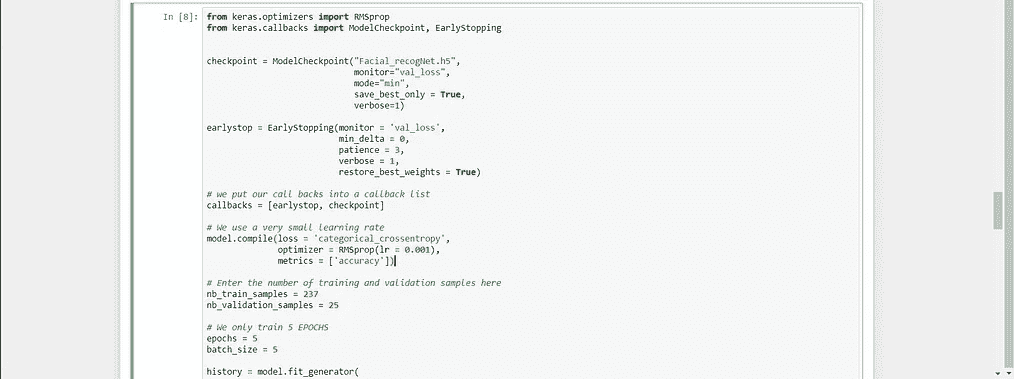 In [8]:
from keras.optimizers import RMSprop
from keras.callbacks import ModelCheckpoint, EarlyStopping
checkpoint = ModelCheckpoint("Facial_recogNet.h5",
monitor="val_loss",
mode="min",
save_best_only = True,
verbose=1)
earlystop = EarlyStopping(monitor = 'val_loss',
min_delta = 0,
patience = 3,
verbose = 1,
restore_best_weights = True)
# we put our call backs into a callback list
callbacks = [earlystop, checkpoint]
# We use a very small learning rate
model.compile(loss = 'categorical_crossentropy',
optimizer = RMSprop(lr = 0.001),
metrics = ['accuracy'])
# Enter the number of training and validation samples here
nb_train_samples = 237
nb_validation_samples = 25
# We only train 5 EPOCHS
epochs = 5
batch_size = 5
history = model.fit_generator(